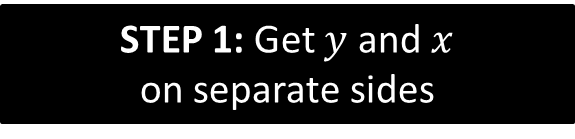 STEP 1: Get y and x
on separate sides